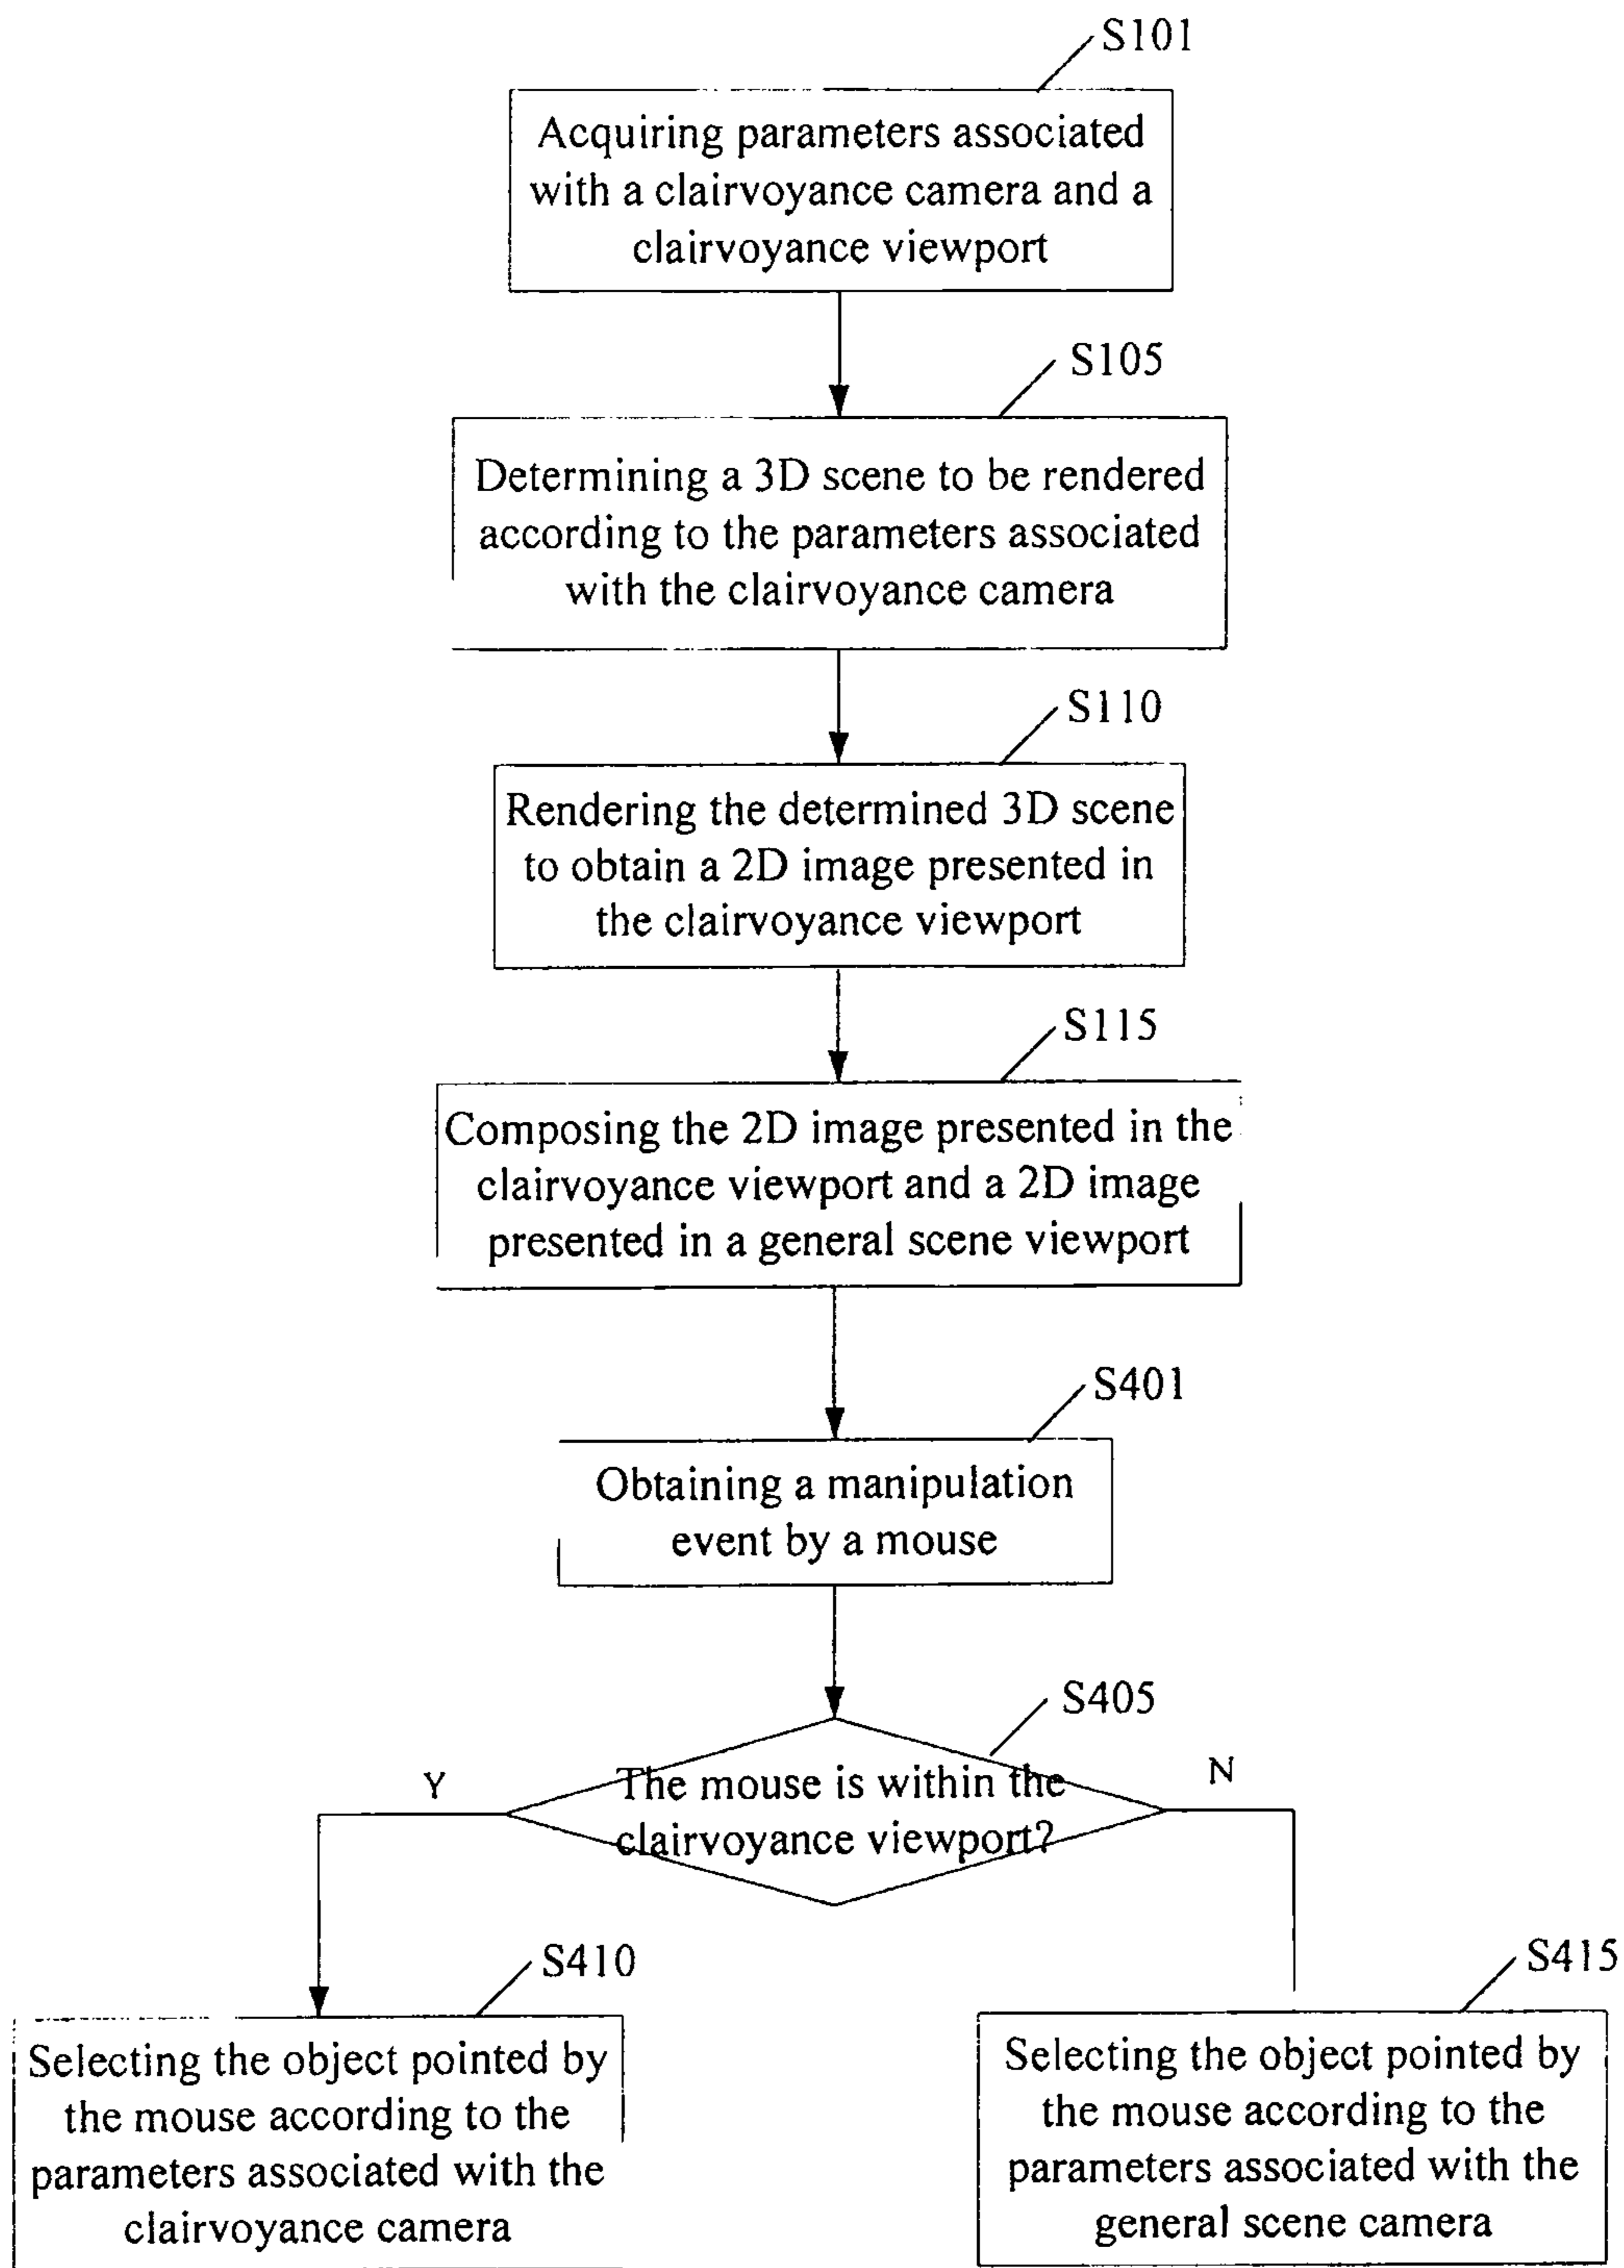 S101
Acquiring parameters associated
with a clairvoyance camera and a
clairvoyance viewport
S105
Determining a 3D scene to be rendered
according to the parameters associated
with the clairvoyance camera
S110
Rendering the determined 3D scene
to obtain a 2D image presented in
the clairvoyance viewport
S115
Composing the 2D image presented in the
clairvoyance viewport and a 2D image
presented in a general scene viewport
S401
Obtaining a manipulation
event by a mouse
S405
Y
The mouse is within the
N
clairvoyance viewport?
S410
Selecting the object pointed by
the mouse according to the
parameters associated with the
clairvoyance camera
S415
Selecting the object pointed by
the mouse according to the
parameters associated with the
general scene camera